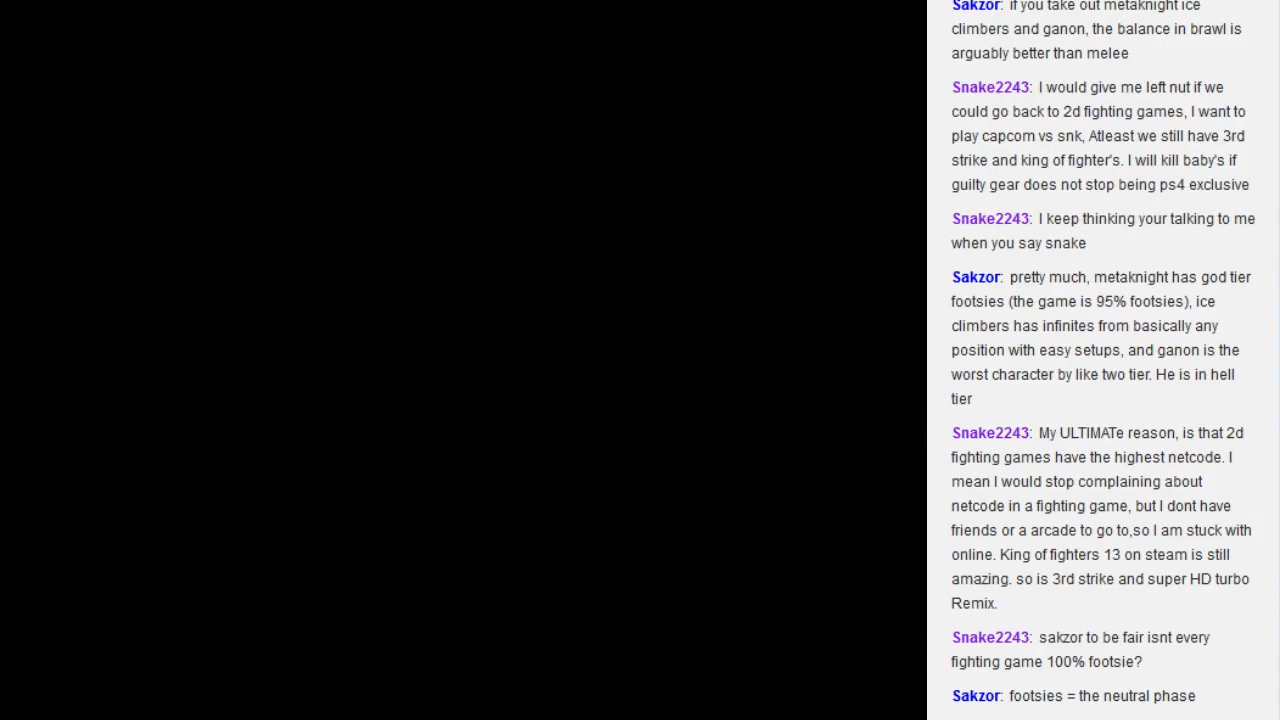 Sakzor: if you take out metaknight ice
climbers and ganon, the balance in brawl is
arguably better than melee
Snake2243: I would give me left nut if we
could go back to 2d fighting games, I want to
play capcom vs snk, Atleast we still have 3rd
strike and king of fighter's. I will kill baby's if
guilty gear does not stop being ps4 exclusive
Snake2243: I keep thinking your talking to me
when you say snake
Sakzor: pretty much, metaknight has god tier
footsies (the game is 95% footsies), ice
climbers has infinites from basically any
position with easy setups, and ganon is the
worst character by like two tier. He is in hell
tier
Snake2243: My ULTIMATe reason, is that 2d
fighting games have the highest netcode. I
mean I would stop complaining about
netcode in a fighting game, but I dont have
friends or a arcade to go to,so I am stuck with
online. King of fighters 13 on steam is still
amazing. so is 3rd strike and super HD turbo
Remix.
Snake2243: sakzor to be fair isnt every
fighting game 100% footsie?
Sakzor: footsies = the neutral phase